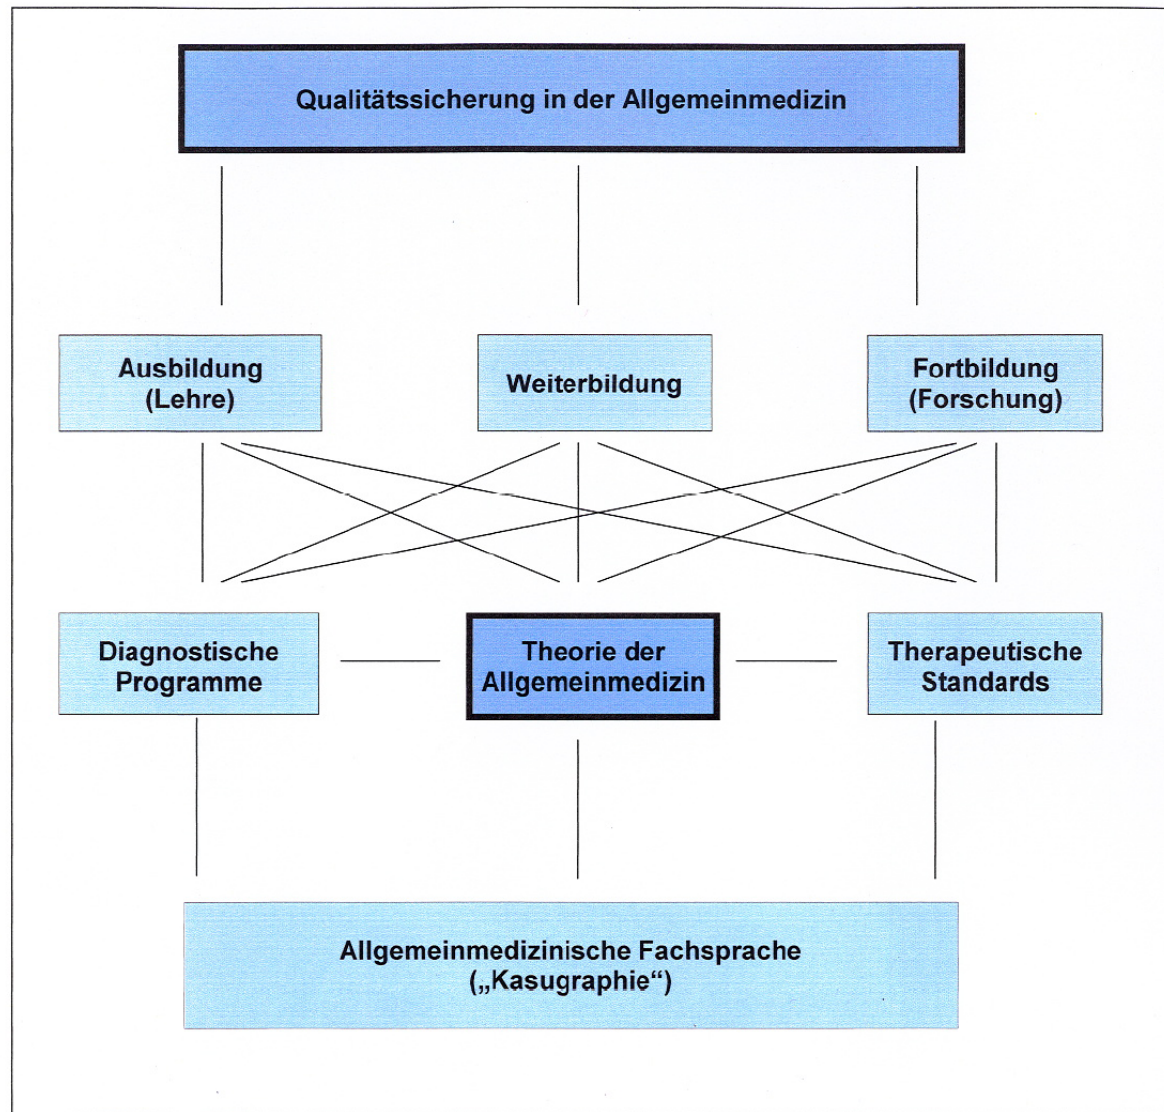 Qualitätssicherung in der Allgemeinmedizin
Ausbildung
(Lehre)
Weiterbildung
Fortbildung
(Forschung)
Diagnostische
Programme
Theorie der
Allgemeinmedizin
Therapeutische
Standards
Allgemeinmedizinische Fachsprache
(„Kasugraphie“)